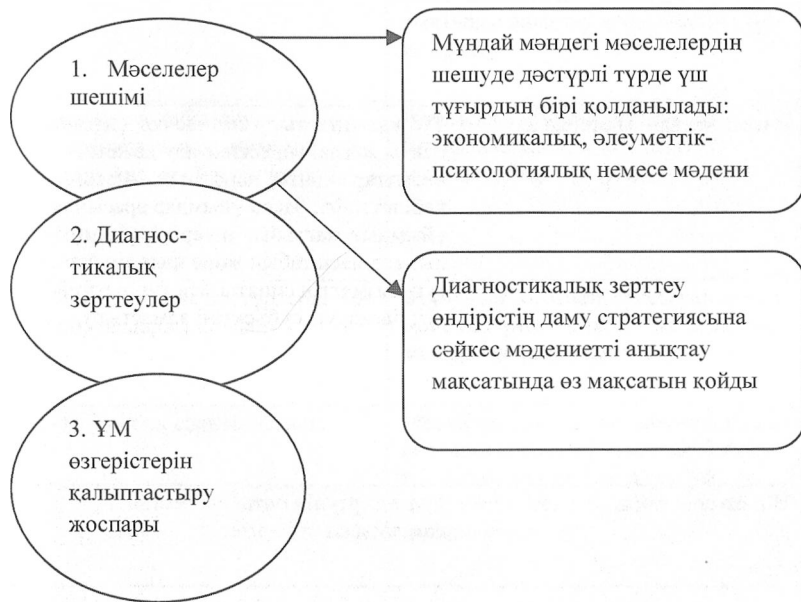 1. Мәселелер
шешімі
Мұндай мәндегі мәселелердің
шешуде дәстүрлі түрде үш
тұғырдың бірі қолданылады:
экономикалық, әлеуметтік-
психологиялық немесе мәдени
2. Диагнос-
тикалық
зерттеулер
Диагностикалық зерттеу
өндірістің даму стратегиясына
сәйкес мәдениетті анықтау
мақсатында өз мақсатын қойды
3. ҰМ
өзгерістерін
қалыптастыру
жоспары